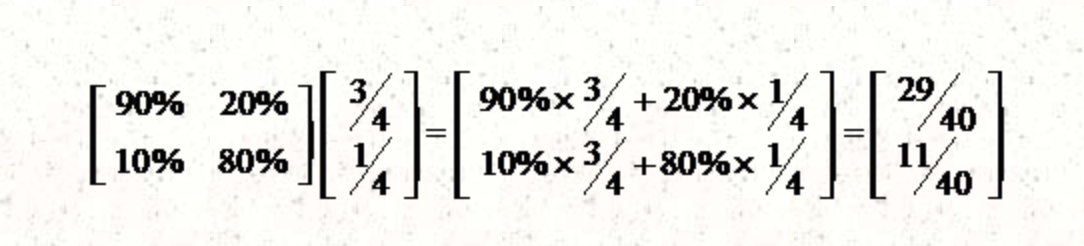 [ 90% 20% ] [ 3/4 ] = [ 90%× 3/4 +20%× 1/4 ] = [ 29/40 ]
[ 10% 80% ] [ 1/4 ] [ 10%× 3/4 +80%× 1/4 ] [ 11/40 ]